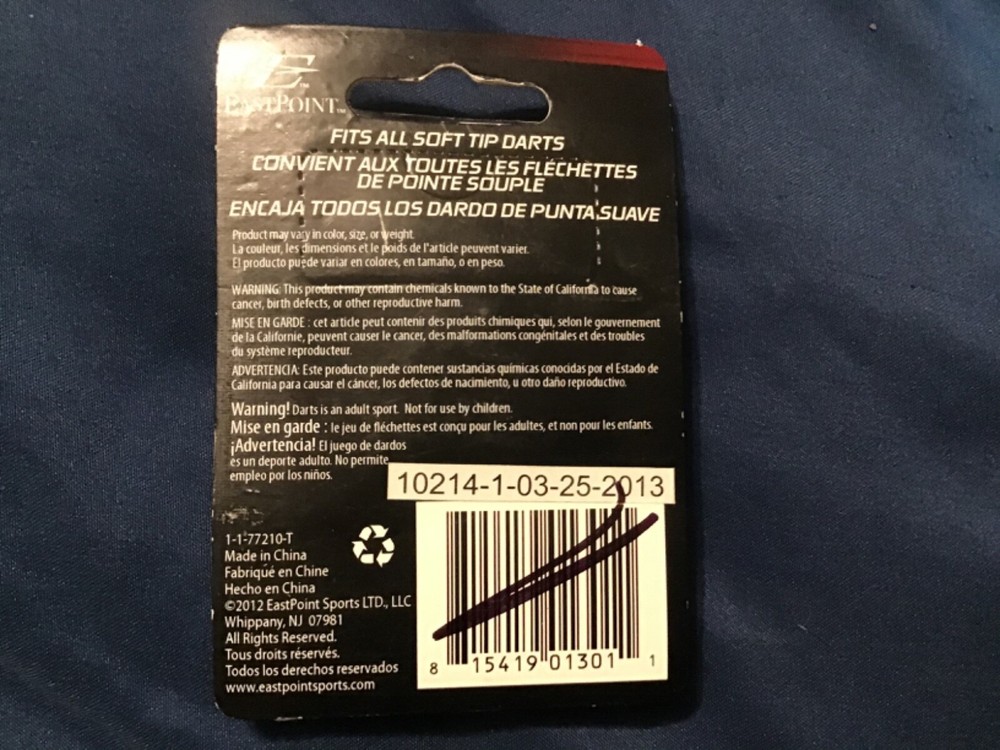 E
EASTPOINT™
FITS ALL SOFT TIP DARTS
CONVIENT AUX TOUTES LES FLÉCHETTES
DE POINTE SOUPLE
ENCAJA TODOS LOS DARDO DE PUNTA SUAVE
Product may vary in color, size, or weight.
La couleur, les dimensions et le poids de l'article peuvent varier.
El producto puede variar en colores, en tamaño, o en peso.
WARNING: This product may contain chemicals known to the State of California to cause
cancer, birth defects, or other reproductive harm.
MISE EN GARDE : cet article peut contenir des produits chimiques qui, selon le gouvernement
de la Californie, peuvent causer le cancer, des malformations congénitales et des troubles
du système reproducteur.
ADVERTENCIA: Este producto puede contener sustancias químicas conocidas por el Estado de
California para causar el cáncer, los defectos de nacimiento, u otro daño reproductivo.
Warning! Darts is an adult sport. Not for use by children.
Mise en garde : le jeu de fléchettes est conçu pour les adultes, et non pour les enfants.
¡Advertencia! El juego de dardos
es un deporte adulto. No permite
empleo por los niños.
10214-1-03-25-2013
1-1-77210-T
Made in China
Fabriqué en Chine
Hecho en China
©2012 EastPoint Sports LTD., LLC
Whippany, NJ 07981
All Rights Reserved.
Tous droits réservés.
Todos los derechos reservados
www.eastpointsports.com
8 15419 01301 1